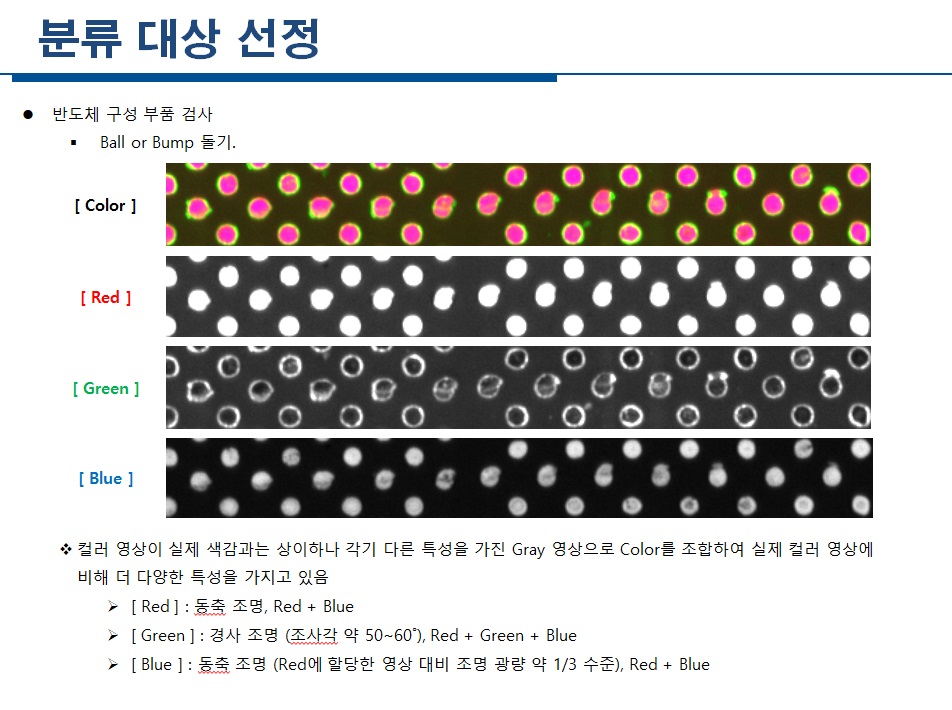 분류 대상 선정
● 반도체 구성 부품 검사
▪ Ball or Bump 돌기.
[ Color ]
[ Red ]
[ Green ]
[ Blue ]
❖ 컬러 영상이 실제 색감과는 상이하나 각기 다른 특성을 가진 Gray 영상으로 Color를 조합하여 실제 컬러 영상에
비해 더 다양한 특성을 가지고 있음
➢ [ Red ] : 동축 조명, Red + Blue
➢ [ Green ] : 경사 조명 (조사각 약 50~60˚), Red + Green + Blue
➢ [ Blue ] : 동축 조명 (Red에 할당한 영상 대비 조명 광량 약 1/3 수준), Red + Blue